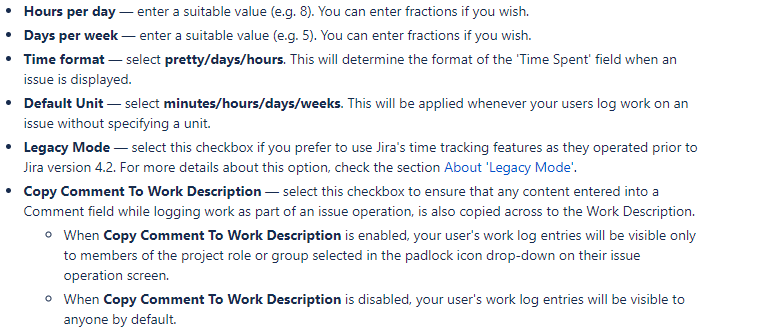 • Hours per day — enter a suitable value (e.g. 8). You can enter fractions if you wish.
• Days per week — enter a suitable value (e.g. 5). You can enter fractions if you wish.
• Time format — select pretty/days/hours. This will determine the format of the 'Time Spent' field when an
issue is displayed.
• Default Unit — select minutes/hours/days/weeks. This will be applied whenever your users log work on an
issue without specifying a unit.
• Legacy Mode — select this checkbox if you prefer to use Jira's time tracking features as they operated prior to
Jira version 4.2. For more details about this option, check the section About 'Legacy Mode'.
• Copy Comment To Work Description — select this checkbox to ensure that any content entered into a
Comment field while logging work as part of an issue operation, is also copied across to the Work Description.
◦ When Copy Comment To Work Description is enabled, your user's work log entries will be visible only
to members of the project role or group selected in the padlock icon drop-down on their issue
operation screen.
◦ When Copy Comment To Work Description is disabled, your user's work log entries will be visible to
anyone by default.